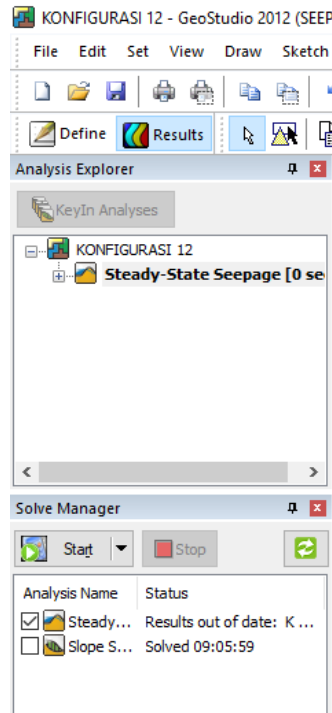 KONFIGURASI 12 - GeoStudio 2012 (SEEP
File Edit Set View Draw Sketch
Define Results
Analysis Explorer
KeyIn Analyses
KONFIGURASI 12
Steady-State Seepage [0 se
Solve Manager
Start Stop
Analysis Name Status
Steady... Results out of date: K ...
Slope S... Solved 09:05:59